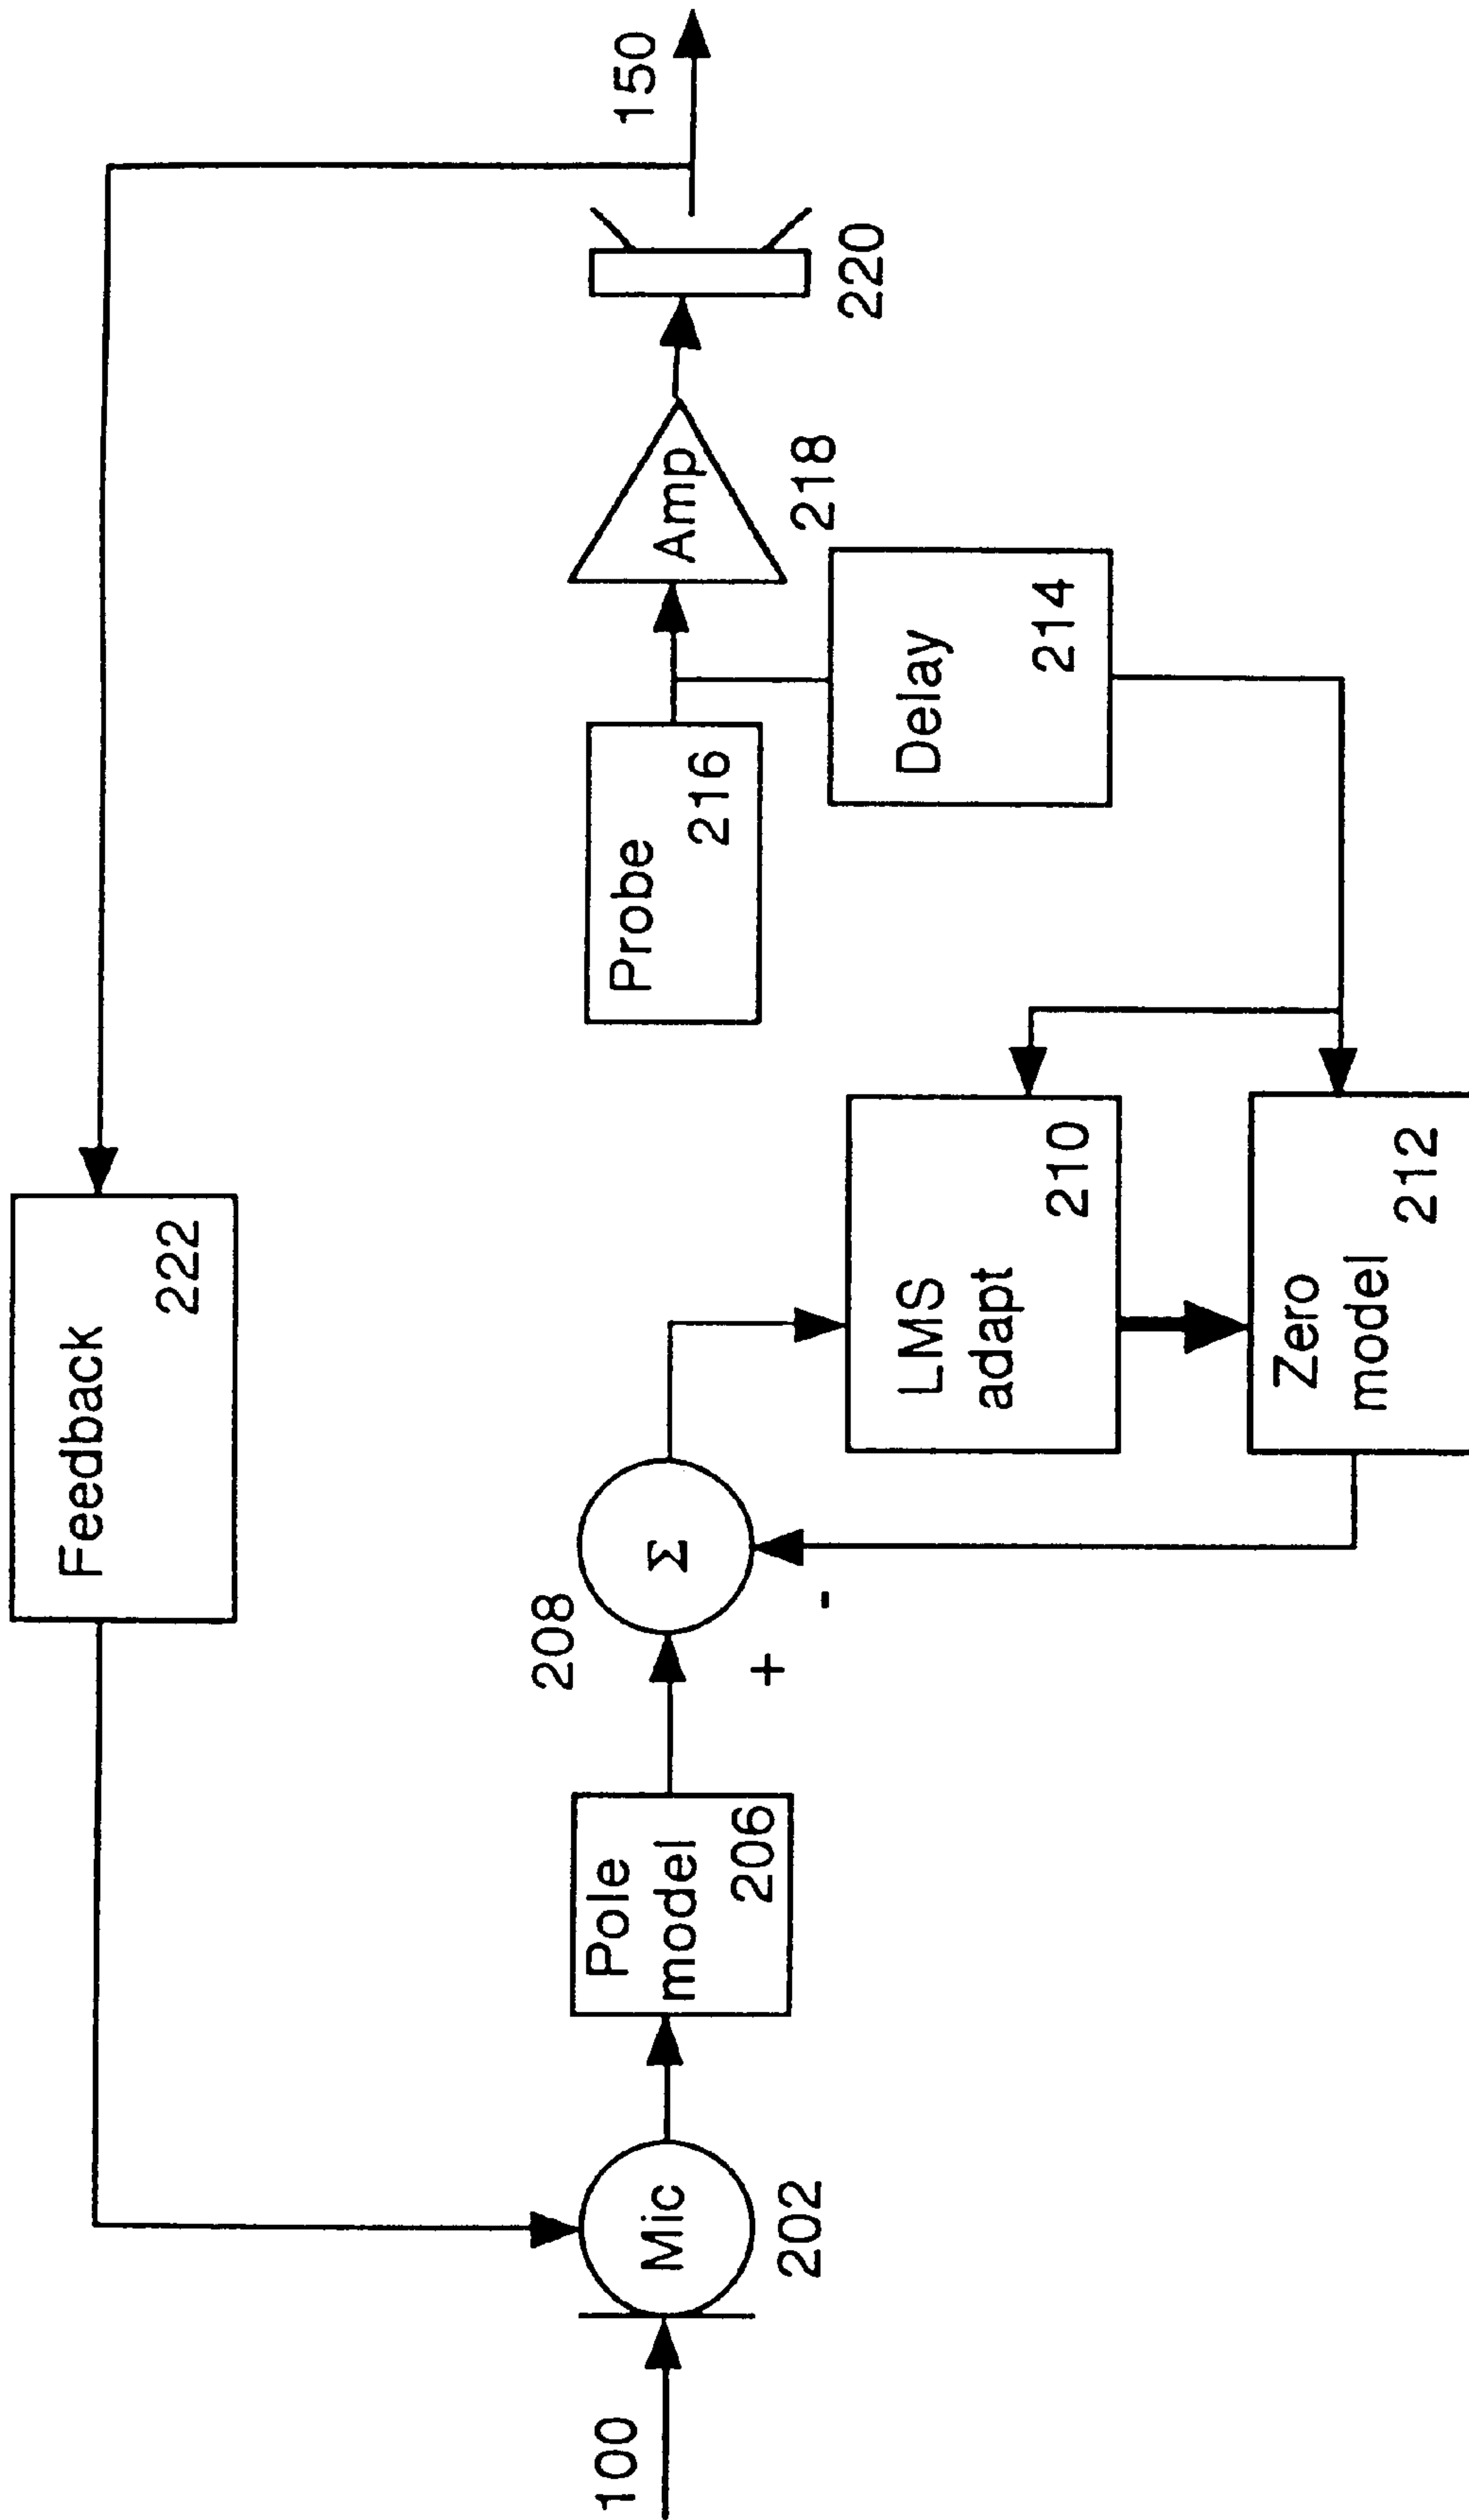 Feedback
222
150
Probe
216
Amp
218
220
Delay
214
100
Mic
202
Pole
model
206
208
Σ
+
-
LMS
adapt
210
Zero
model
212